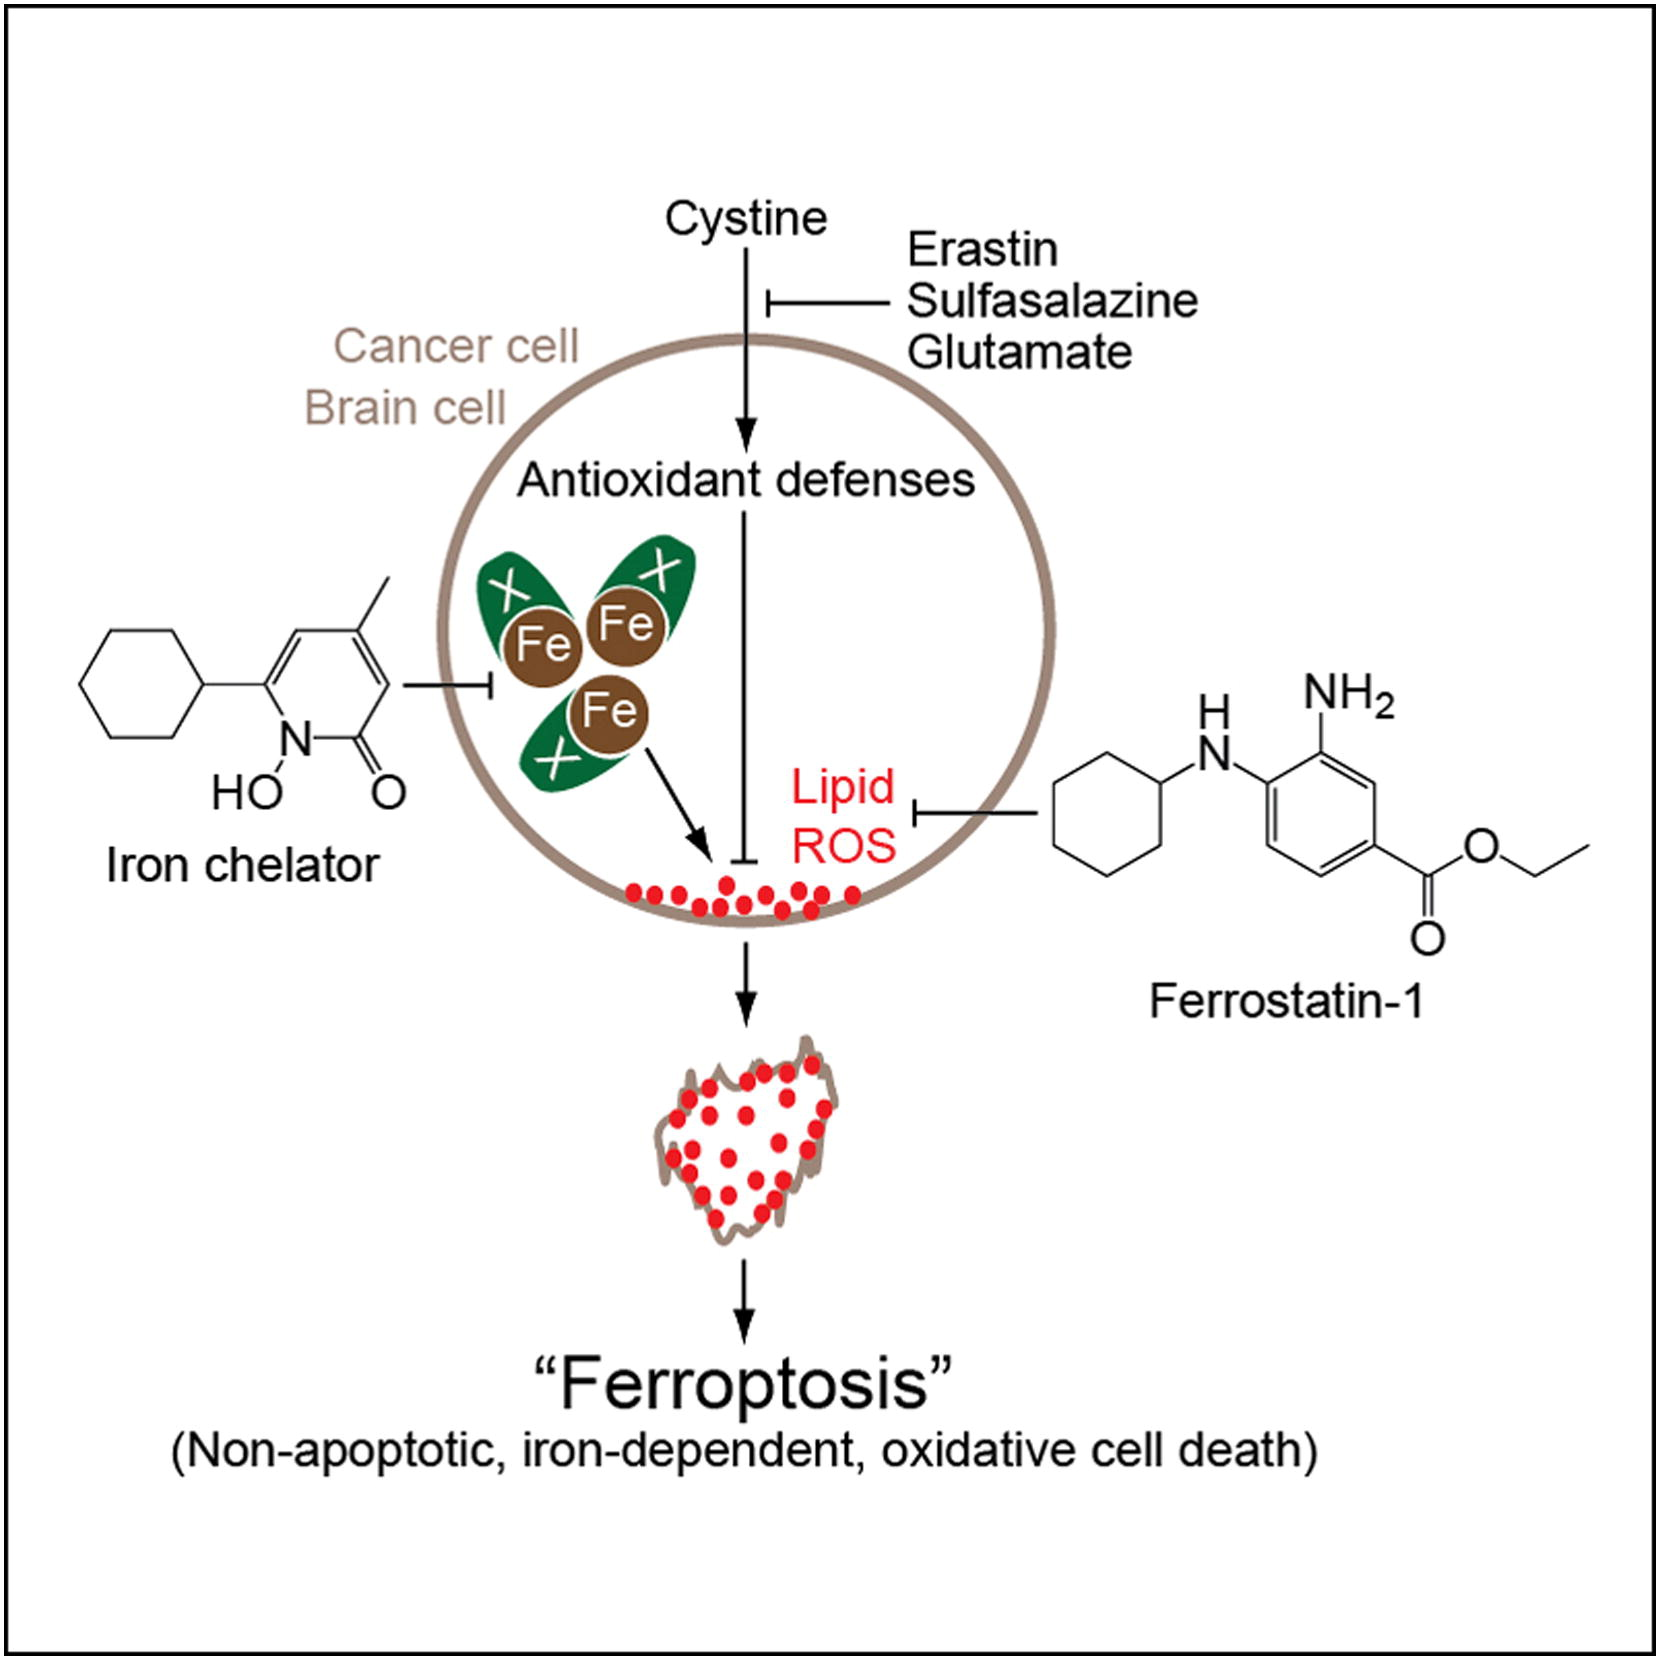 Cystine
Erastin
Sulfasalazine
Glutamate
Cancer cell
Brain cell
Antioxidant defenses
X
X
Fe
Fe
Fe
X
N
HO
O
Iron chelator
Lipid
ROS
H
N
NH2
O
O
Ferrostatin-1
“Ferroptosis”
(Non-apoptotic, iron-dependent, oxidative cell death)